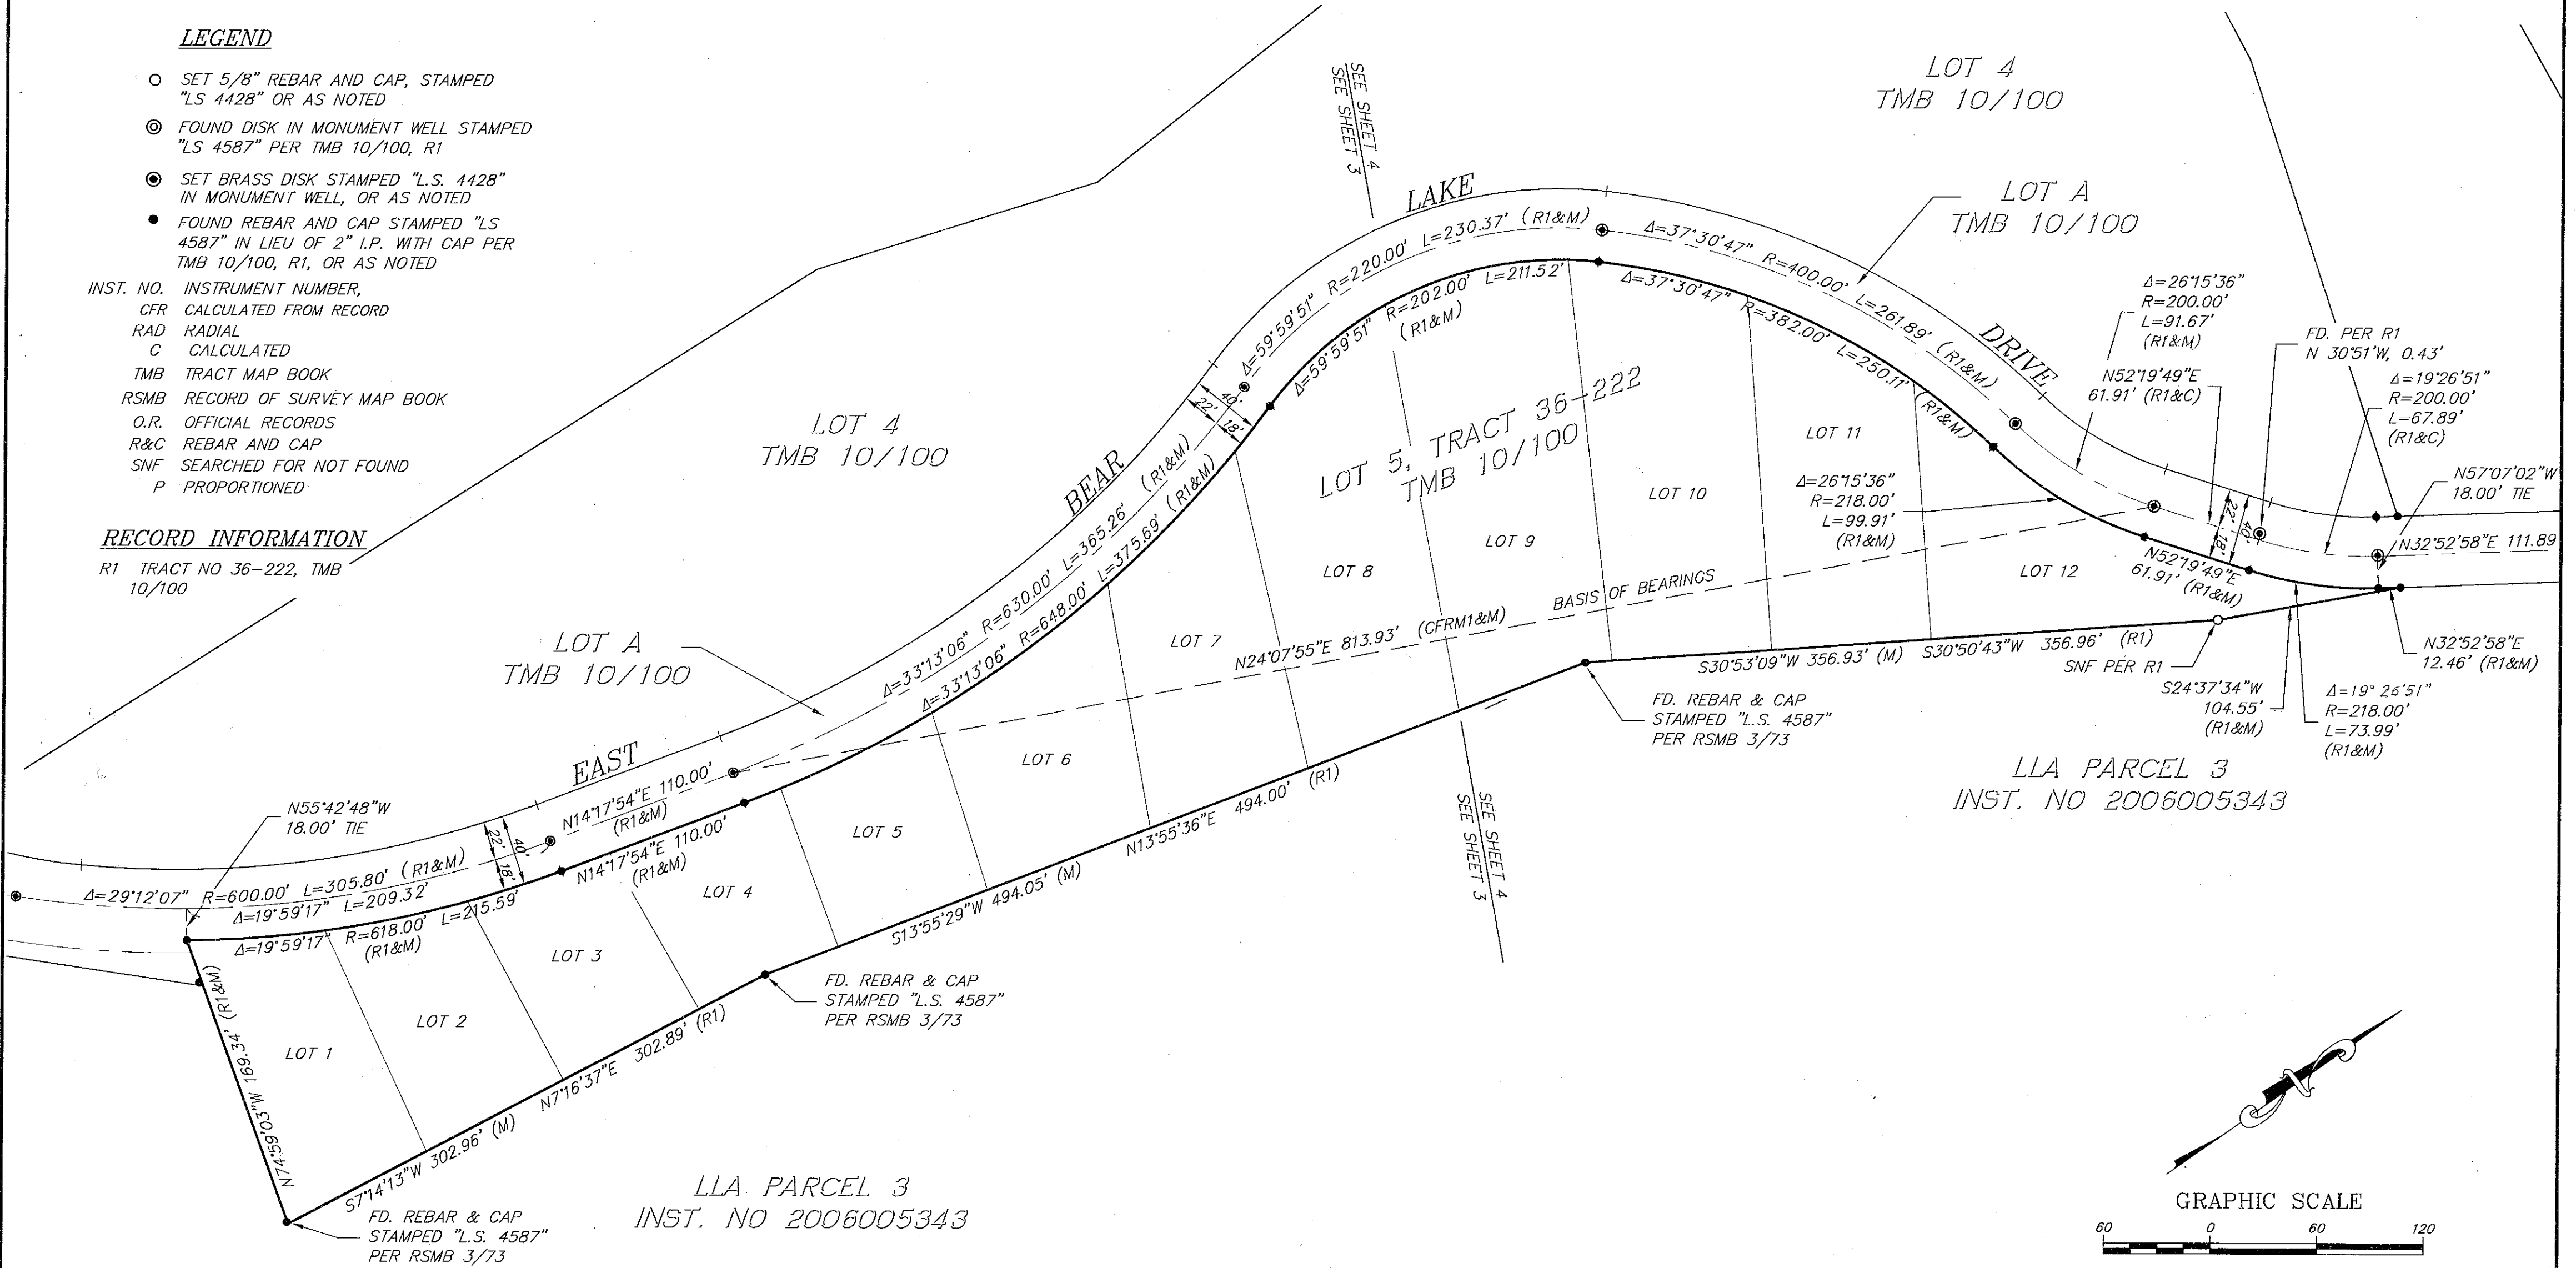 LEGEND
SET 5/8" REBAR AND CAP, STAMPED
"LS 4428" OR AS NOTED
FOUND DISK IN MONUMENT WELL STAMPED
"LS 4587" PER TMB 10/100, R1
SET BRASS DISK STAMPED "L.S. 4428"
IN MONUMENT WELL, OR AS NOTED
FOUND REBAR AND CAP STAMPED "LS
4587" IN LIEU OF 2" I.P. WITH CAP PER
TMB 10/100, R1, OR AS NOTED
INST. NO. INSTRUMENT NUMBER,
CFR CALCULATED FROM RECORD
RAD RADIAL
C CALCULATED
TMB TRACT MAP BOOK
RSMB RECORD OF SURVEY MAP BOOK
O.R. OFFICIAL RECORDS
R&C REBAR AND CAP
SNF SEARCHED FOR NOT FOUND
P PROPORTIONED
RECORD INFORMATION
R1 TRACT NO 36-222, TMB
10/100
SEE SHEET 4
SEE SHEET 3
LOT 4
TMB 10/100
LOT A
TMB 10/100
LOT 4
TMB 10/100
LOT A
TMB 10/100
EAST
BEAR
LAKE
DRIVE
Δ=59°59'51" R=220.00' L=230.37' (R1&M)
Δ=37°30'47" R=400.00' L=261.89' (R1&M)
Δ=59°59'51" R=202.00' L=211.52'
(R1&M)
Δ=37°30'47" R=382.00' L=250.11' (R1&M)
Δ=26°15'36"
R=200.00'
L=91.67'
(R1&M)
N52°19'49"E
61.91' (R1&C)
FD. PER R1
N 30°51'W, 0.43'
Δ=19°26'51"
R=200.00'
L=67.89'
(R1&C)
N57°07'02"W
18.00' TIE
N32°52'58"E 111.89
40'
22'
18'
LOT 5, TRACT 36-222
TMB 10/100
Δ=26°15'36"
R=218.00'
L=99.91'
(R1&M)
N52°19'49"E
61.91' (R1&M)
40'
22'
18'
Δ=33°13'06" R=630.00' L=365.26' (R1&M)
Δ=33°13'06" R=648.00' L=375.69' (R1&M)
LOT 11
LOT 10
LOT 9
LOT 8
LOT 12
LOT 7
LOT 6
LOT 5
LOT 4
LOT 3
LOT 2
LOT 1
N24°07'55"E 813.93' (CFRM1&M) BASIS OF BEARINGS
S30°53'09"W 356.93' (M) S30°50'43"W 356.96' (R1)
SNF PER R1
S24°37'34"W
104.55'
(R1&M)
N32°52'58"E
12.46' (R1&M)
Δ=19°26'51"
R=218.00'
L=73.99'
(R1&M)
FD. REBAR & CAP
STAMPED "L.S. 4587"
PER RSMB 3/73
LLA PARCEL 3
INST. NO 2006005343
N55°42'48"W
18.00' TIE
N14°17'54"E 110.00'
(R1&M)
N14°17'54"E 110.00'
(R1&M)
22'
40'
18'
Δ=29°12'07" R=600.00' L=305.80' (R1&M)
Δ=19°59'17" L=209.32'
Δ=19°59'17" R=618.00' L=215.59'
(R1&M)
N74°59'03"W 169.34' (R1&M)
S13°55'29"W 494.05' (M) N13°55'36"E 494.00' (R1)
SEE SHEET 4
SEE SHEET 3
FD. REBAR & CAP
STAMPED "L.S. 4587"
PER RSMB 3/73
S7°14'13"W 302.96' (M) N7°16'37"E 302.89' (R1)
FD. REBAR & CAP
STAMPED "L.S. 4587"
PER RSMB 3/73
LLA PARCEL 3
INST. NO 2006005343
N
GRAPHIC SCALE
60 0 60 120